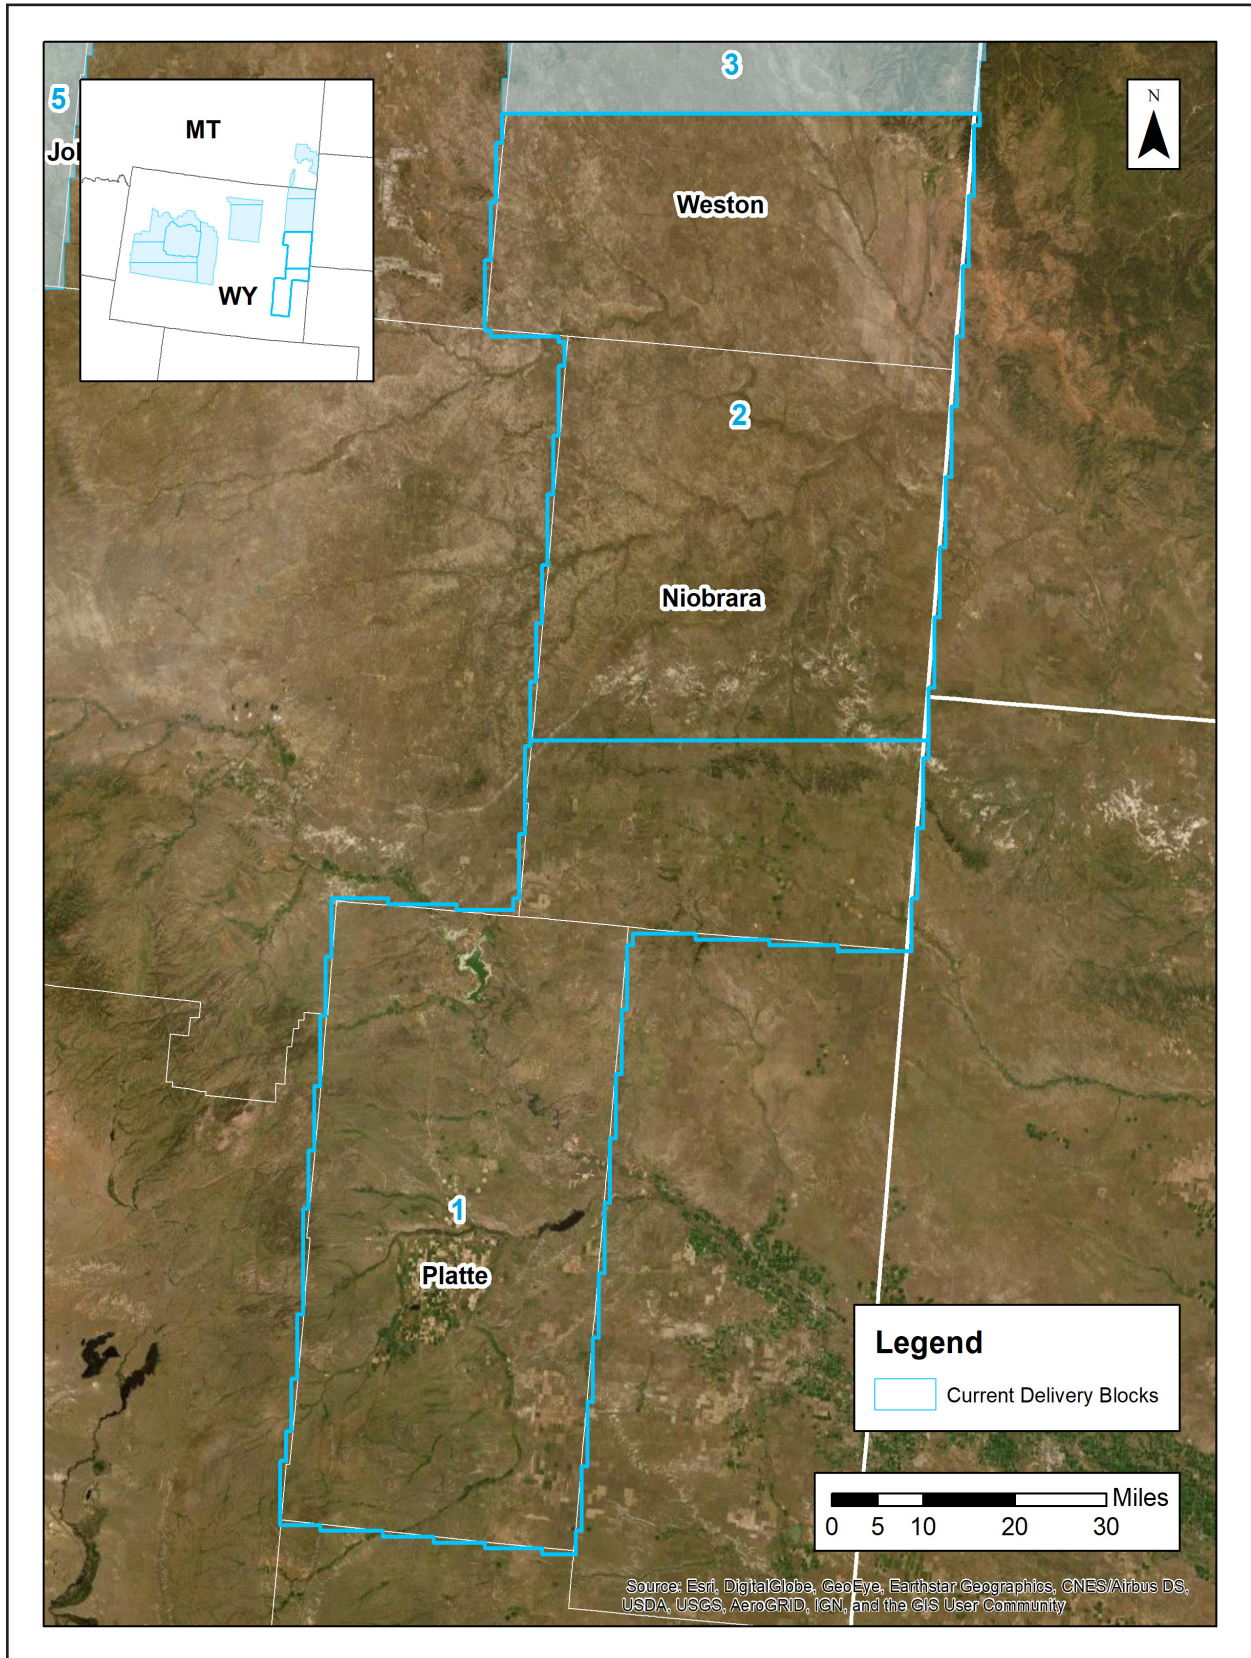 3
5
N
MT
Jol
Weston
WY
2
Niobrara
1
Platte
Legend
Current Delivery Blocks
Miles
0 5 10 20 30
Source: Esri, DigitalGlobe, GeoEye, Earthstar Geographics, CNES/Airbus DS,
USDA, USGS, AeroGRID, IGN, and the GIS User Community